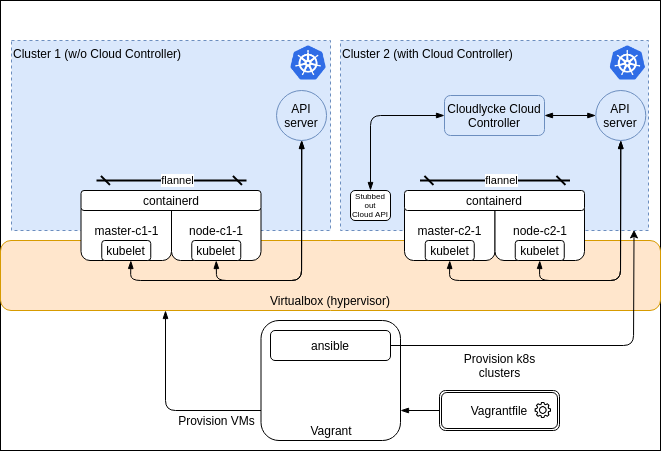 Cluster 1 (w/o Cloud Controller)
API
server
flannel
containerd
master-c1-1
node-c1-1
kubelet
kubelet
Cluster 2 (with Cloud Controller)
Cloudlycke Cloud
Controller
API
server
Stubbed
out
Cloud API
flannel
containerd
master-c2-1
node-c2-1
kubelet
kubelet
Virtualbox (hypervisor)
ansible
Provision k8s
clusters
Provision VMs
Vagrant
Vagrantfile